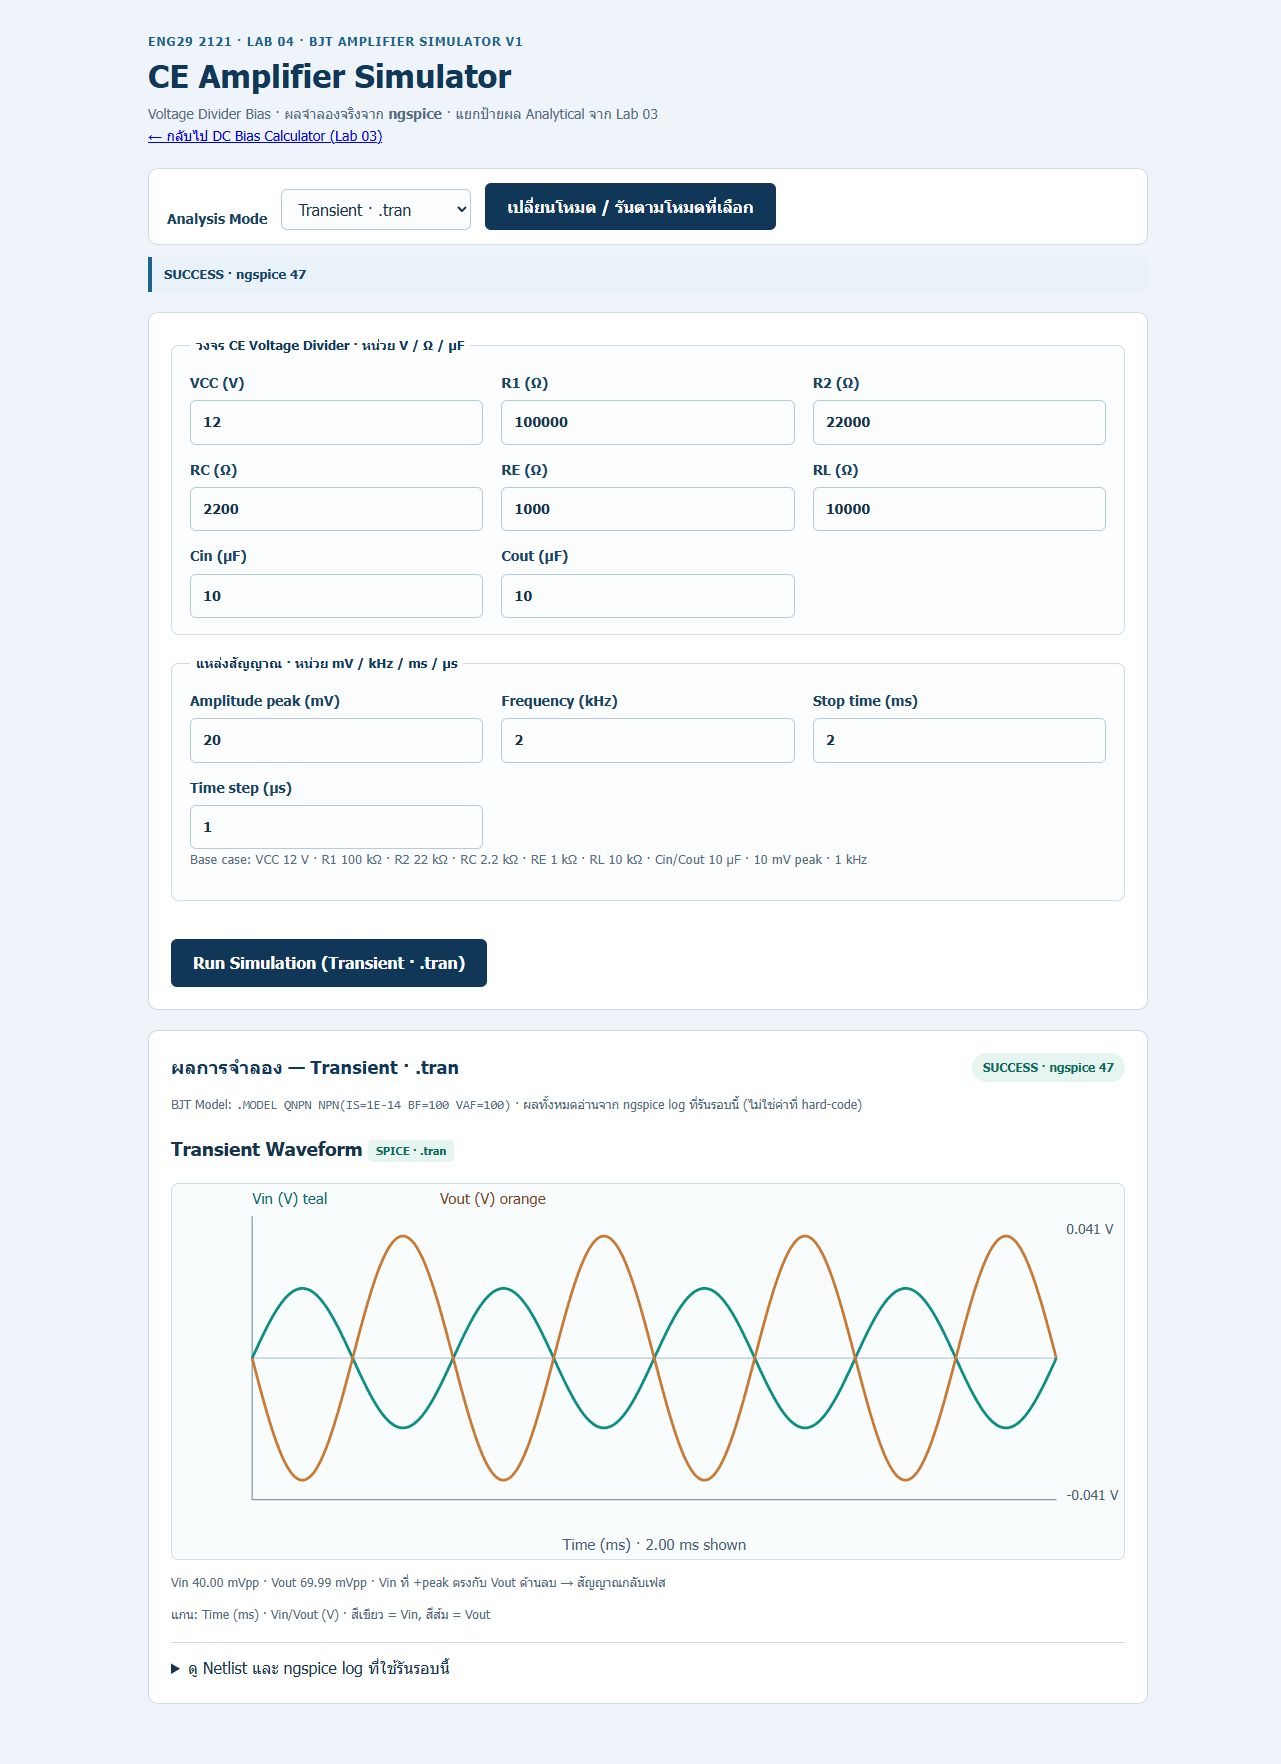 ENG29 2121 · LAB 04 · BJT AMPLIFIER SIMULATOR V1
CE Amplifier Simulator
Voltage Divider Bias · ผลจำลองจริงจาก ngspice · แยกป้ายผล Analytical จาก Lab 03
← กลับไป DC Bias Calculator (Lab 03)
Analysis Mode Transient · .tran เปลี่ยนโหมด / รันตามโหมดที่เลือก
SUCCESS · ngspice 47
วงจร CE Voltage Divider · หน่วย V / Ω / µF
VCC (V) R1 (Ω) R2 (Ω)
12 100000 22000
RC (Ω) RE (Ω) RL (Ω)
2200 1000 10000
Cin (µF) Cout (µF)
10 10
แหล่งสัญญาณ · หน่วย mV / kHz / ms / µs
Amplitude peak (mV) Frequency (kHz) Stop time (ms)
20 2 2
Time step (µs)
1
Base case: VCC 12 V · R1 100 kΩ · R2 22 kΩ · RC 2.2 kΩ · RE 1 kΩ · RL 10 kΩ · Cin/Cout 10 µF · 10 mV peak · 1 kHz
Run Simulation (Transient · .tran)
ผลการจำลอง — Transient · .tran SUCCESS · ngspice 47
BJT Model: .MODEL QNPN NPN(IS=1E-14 BF=100 VAF=100) · ผลทั้งหมดอ่านจาก ngspice log ที่รันรอบนี้ (ไม่ใช่ค่าที่ hard-code)
Transient Waveform SPICE · .tran
Vin (V) teal Vout (V) orange
0.041 V
-0.041 V
Time (ms) · 2.00 ms shown
Vin 40.00 mVpp · Vout 69.99 mVpp · Vin ที่ +peak ตรงกับ Vout ด้านลบ → สัญญาณกลับเฟส
แกน: Time (ms) · Vin/Vout (V) · สีเขียว = Vin, สีส้ม = Vout
▶ ดู Netlist และ ngspice log ที่ใช้รันรอบนี้